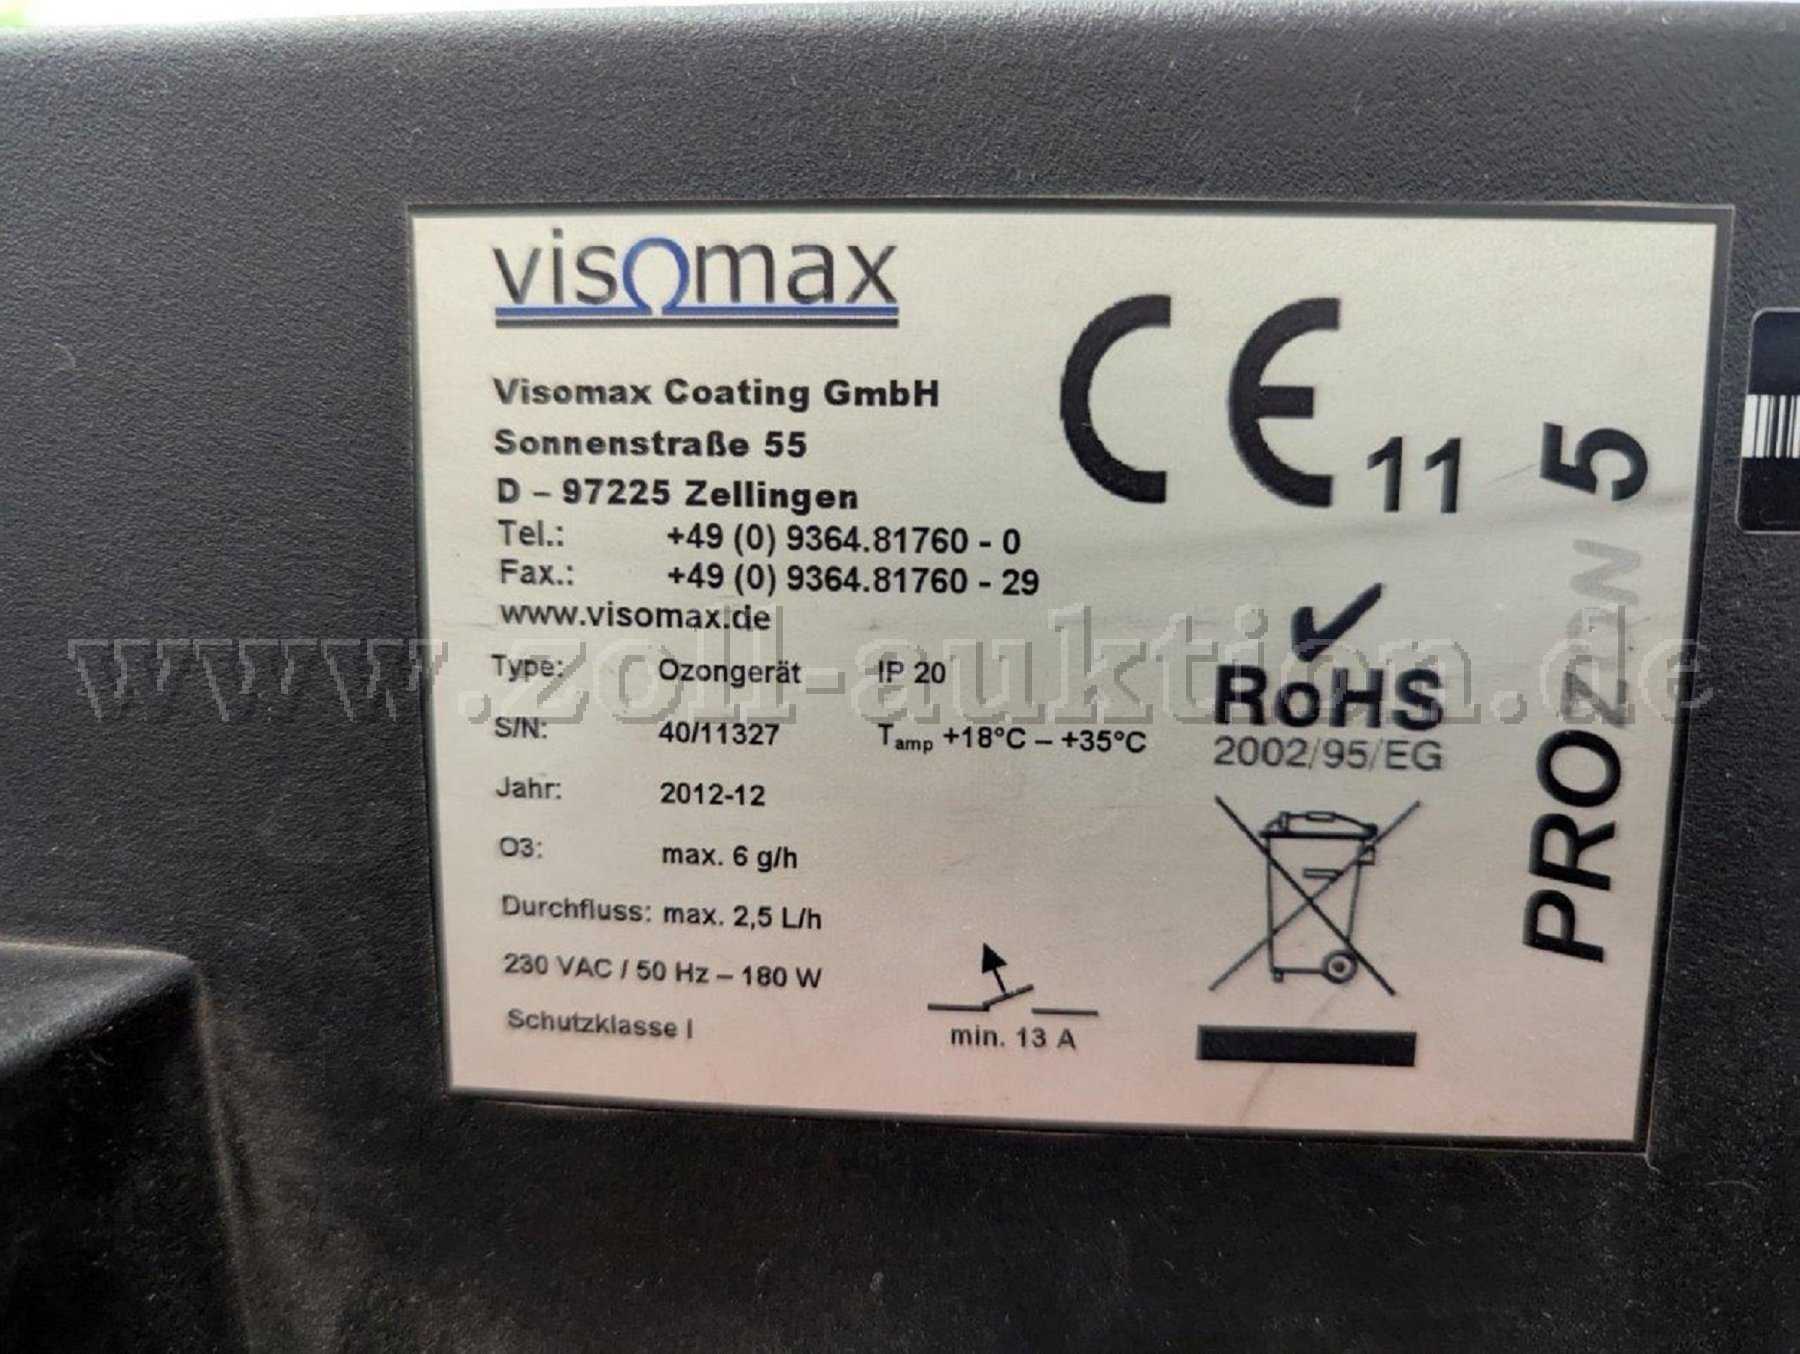 visomax
Visomax Coating GmbH
Sonnenstraße 55
D – 97225 Zellingen
Tel.: +49 (0) 9364.81760 - 0
Fax.: +49 (0) 9364.81760 - 29
www.visomax.de
Type: Ozongerät IP 20
S/N: 40/11327 Tamp +18°C – +35°C
Jahr: 2012-12
O3: max. 6 g/h
Durchfluss: max. 2,5 L/h
230 VAC / 50 Hz – 180 W
Schutzklasse I
min. 13 A
CE 11
RoHS
2002/95/EG
PROZON 5
www.zoll-auktion.de